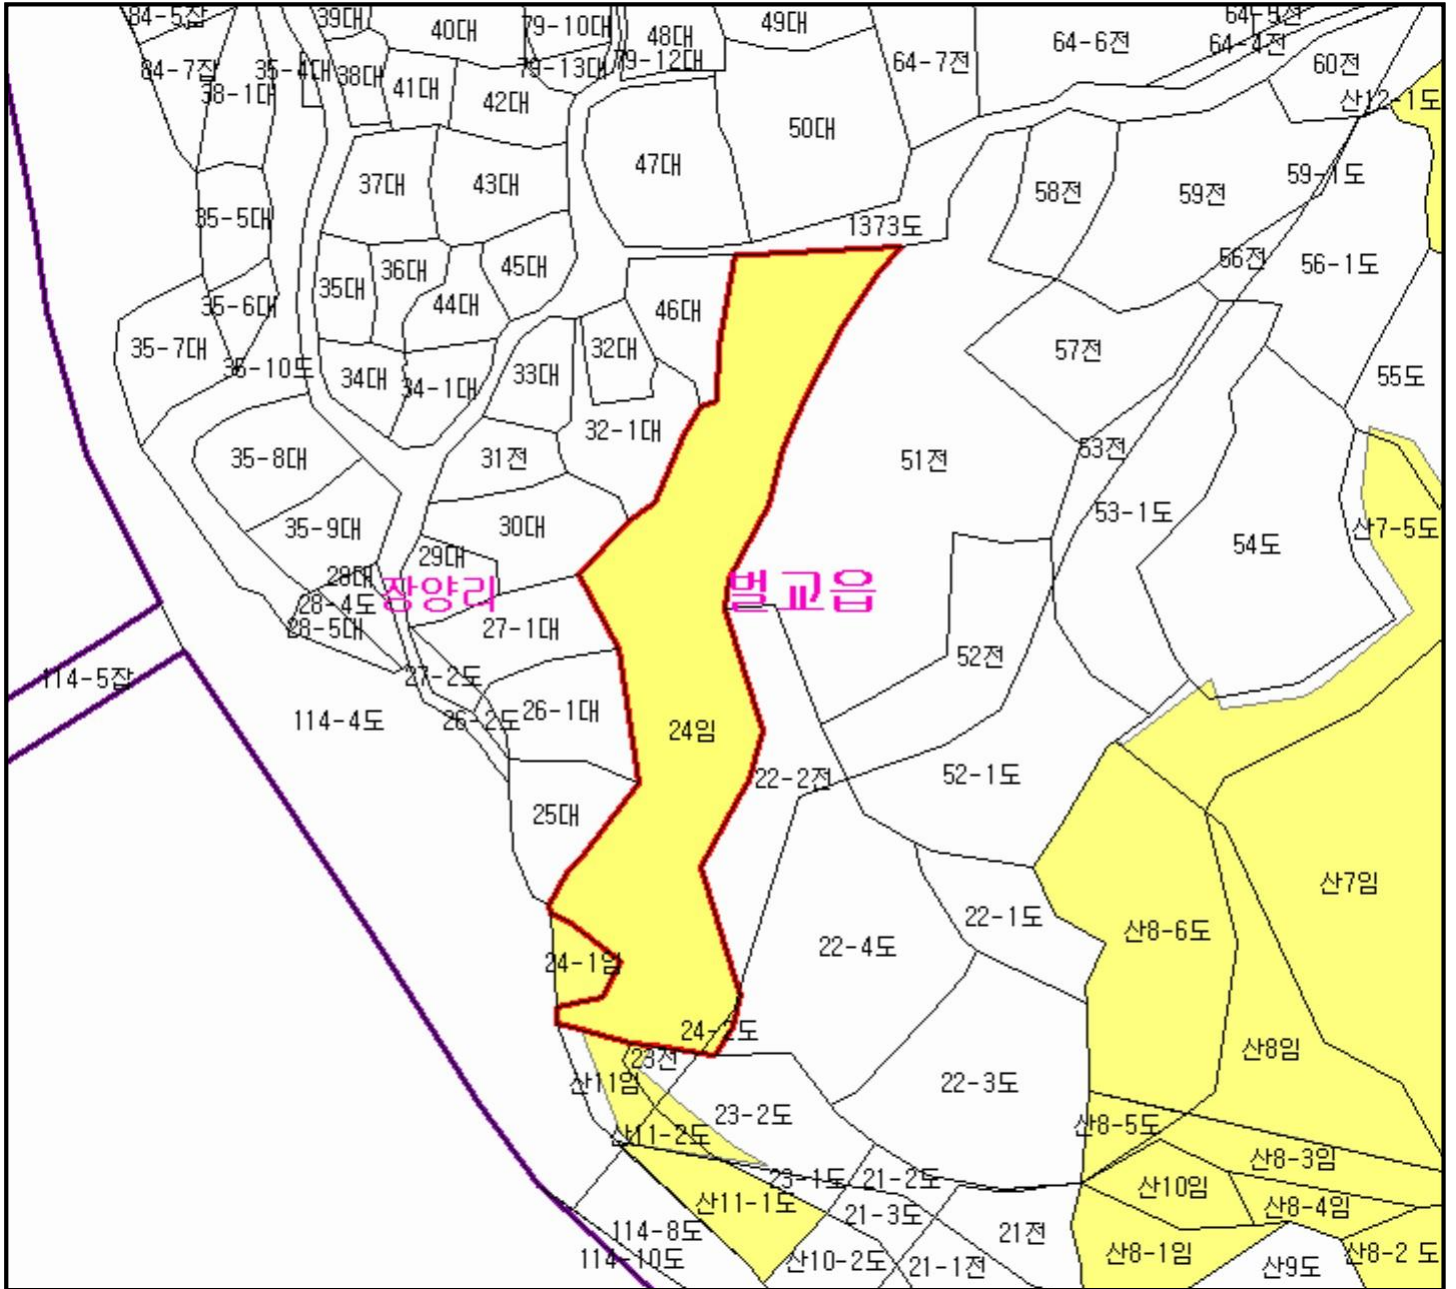 84-5잡
39대
40대
79-10대
48대
49대
64-5전
64-6전
64-4전
84-7잡
38-1대
35-4대
38대
41대
42대
79-13대
79-12대
50대
64-7전
60전
산12-1도
37대
43대
47대
58전
59전
59-1도
35-5대
1373도
56전
56-1도
36대
45대
35대
44대
46대
35-6대
35-7대
35-10도
34대
34-1대
33대
32대
57전
55도
35-8대
31전
32-1대
51전
53전
35-9대
30대
53-1도
54도
산7-5도
29대
28대
장양리
벌교읍
28-4도
28-5대
27-1대
52전
114-5잡
27-2도
114-4도
26-2도
26-1대
24임
22-2전
52-1도
25대
산7임
22-1도
산8-6도
22-4도
24-1임
24-2도
23전
산8임
산11임
22-3도
23-2도
산8-5도
산11-2도
산8-3임
23-1도
21-2도
산10임
산11-1도
21-3도
산8-4임
114-8도
21전
114-10도
산10-2도
21-1전
산8-1임
산9도
산8-2 도